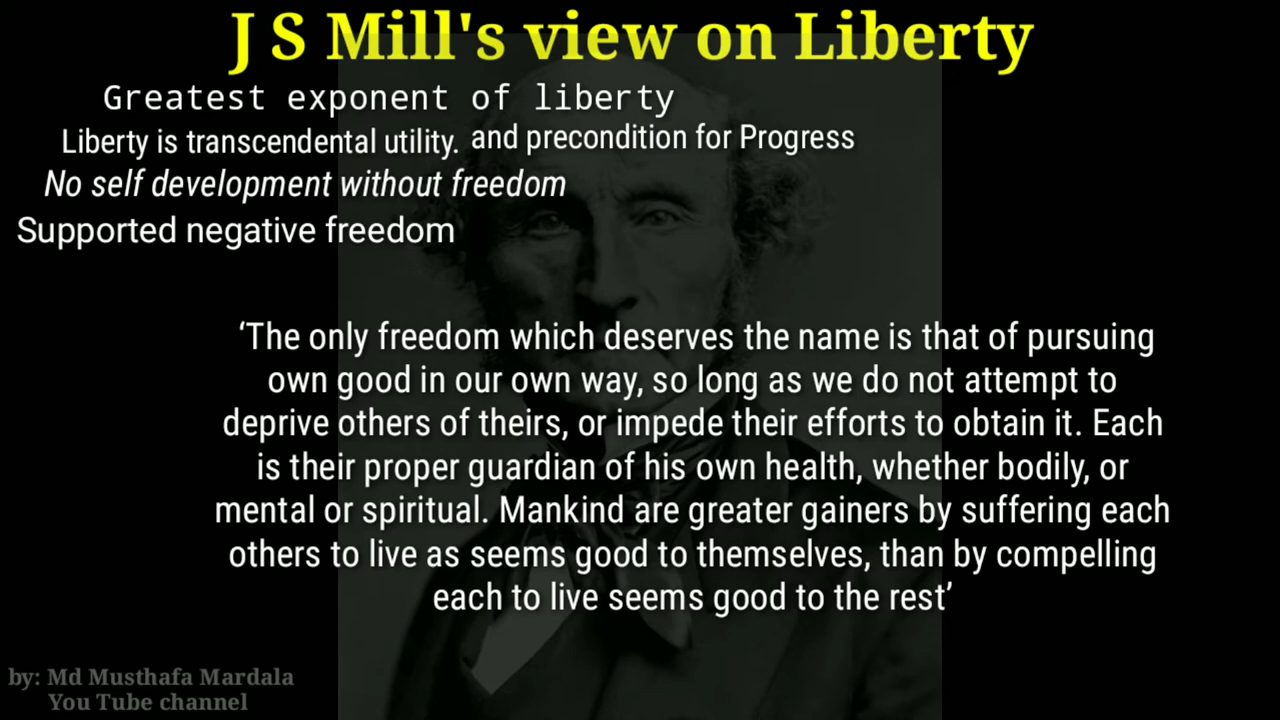 J S Mill's view on Liberty
Greatest exponent of liberty
Liberty is transcendental utility. and precondition for Progress
No self development without freedom
Supported negative freedom
‘The only freedom which deserves the name is that of pursuing
own good in our own way, so long as we do not attempt to
deprive others of theirs, or impede their efforts to obtain it. Each
is their proper guardian of his own health, whether bodily, or
mental or spiritual. Mankind are greater gainers by suffering each
others to live as seems good to themselves, than by compelling
each to live seems good to the rest’
by: Md Musthafa Mardala
You Tube channel